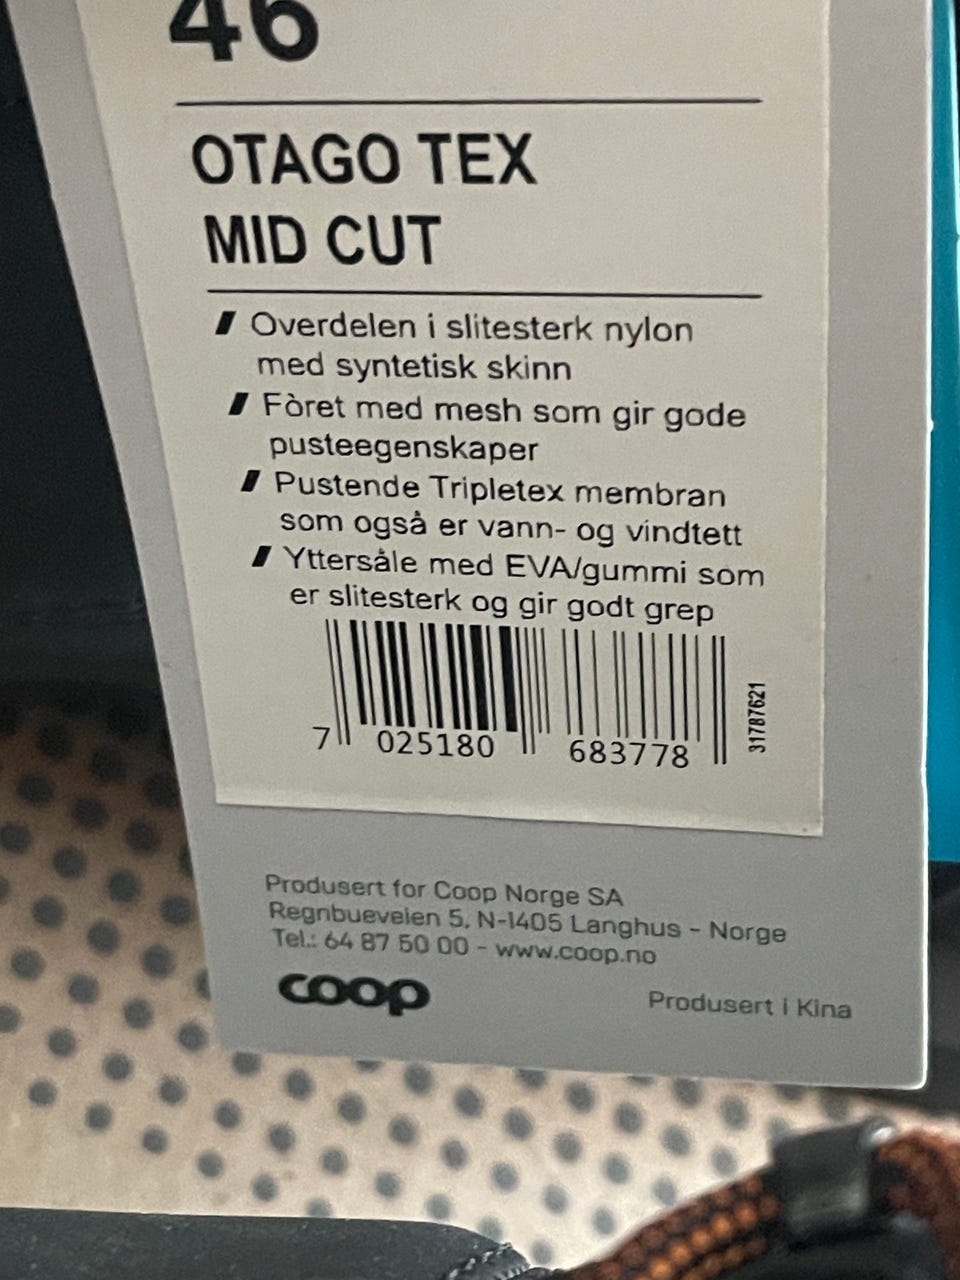 46
OTAGO TEX
MID CUT
Overdelen i slitesterk nylon
med syntetisk skinn
Fòret med mesh som gir gode
pusteegenskaper
Pustende Tripletex membran
som også er vann- og vindtett
Yttersåle med EVA/gummi som
er slitesterk og gir godt grep
7 025180 683778
31787621
Produsert for Coop Norge SA
Regnbueveien 5, N-1405 Langhus - Norge
Tel.: 64 87 50 00 - www.coop.no
coop
Produsert i Kina